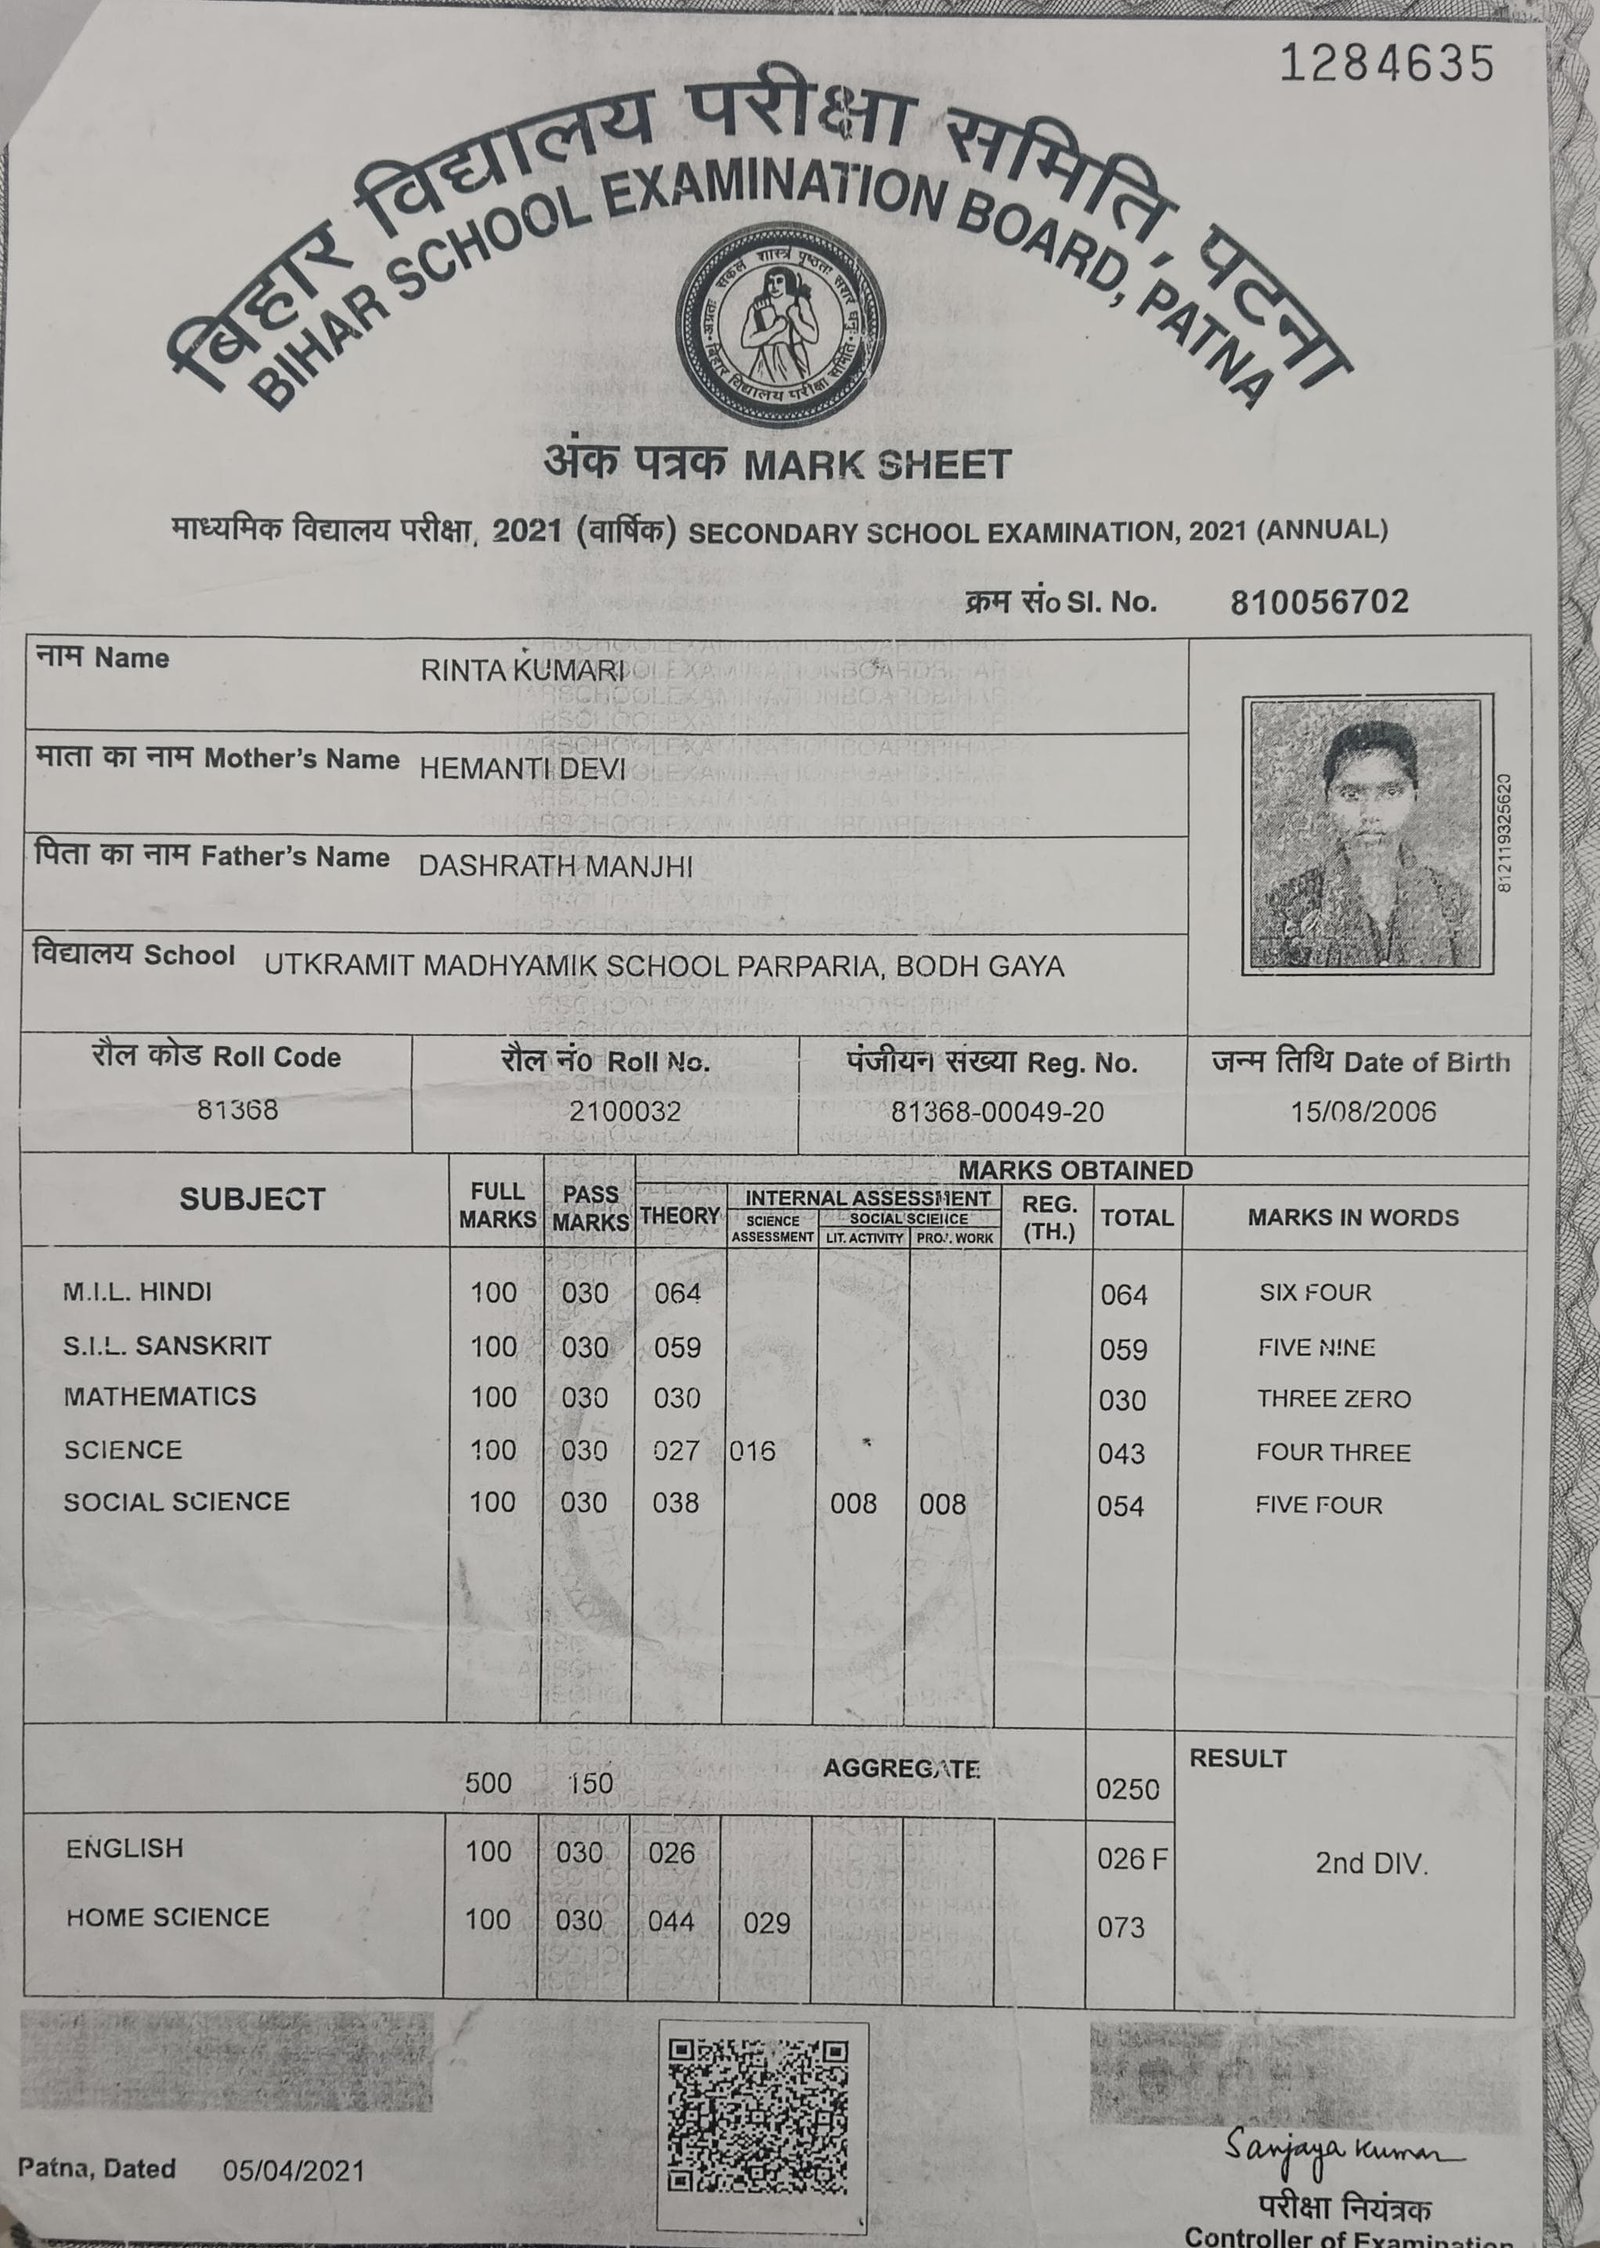 1284635
बिहार विद्यालय परीक्षा समिति, पटना
BIHAR SCHOOL EXAMINATION BOARD, PATNA
बिहार विद्यालय परीक्षा समिति
अंक पत्रक MARK SHEET
माध्यमिक विद्यालय परीक्षा, 2021 (वार्षिक) SECONDARY SCHOOL EXAMINATION, 2021 (ANNUAL)
क्रम सं० Sl. No. 810056702
नाम Name RINTA KUMARI
माता का नाम Mother's Name HEMANTI DEVI
पिता का नाम Father's Name DASHRATH MANJHI
812119325620
विद्यालय School UTKRAMIT MADHYAMIK SCHOOL PARPARIA, BODH GAYA
रौल कोड Roll Code रौल नं० Roll No. पंजीयन संख्या Reg. No. जन्म तिथि Date of Birth
81368 2100032 81368-00049-20 15/08/2006
MARKS OBTAINED
SUBJECT FULL MARKS PASS MARKS THEORY INTERNAL ASSESSMENT REG. (TH.) TOTAL MARKS IN WORDS
SCIENCE ASSESSMENT SOCIAL SCIENCE
LIT. ACTIVITY PROJ. WORK
M.I.L. HINDI 100 030 064 064 SIX FOUR
S.I.L. SANSKRIT 100 030 059 059 FIVE NINE
MATHEMATICS 100 030 030 030 THREE ZERO
SCIENCE 100 030 027 016 043 FOUR THREE
SOCIAL SCIENCE 100 030 038 008 008 054 FIVE FOUR
500 150 AGGREGATE 0250 RESULT
ENGLISH 100 030 026 026 F 2nd DIV.
HOME SCIENCE 100 030 044 029 073
Patna, Dated 05/04/2021
Sanjaya Kumar
परीक्षा नियंत्रक
Controller of Examination